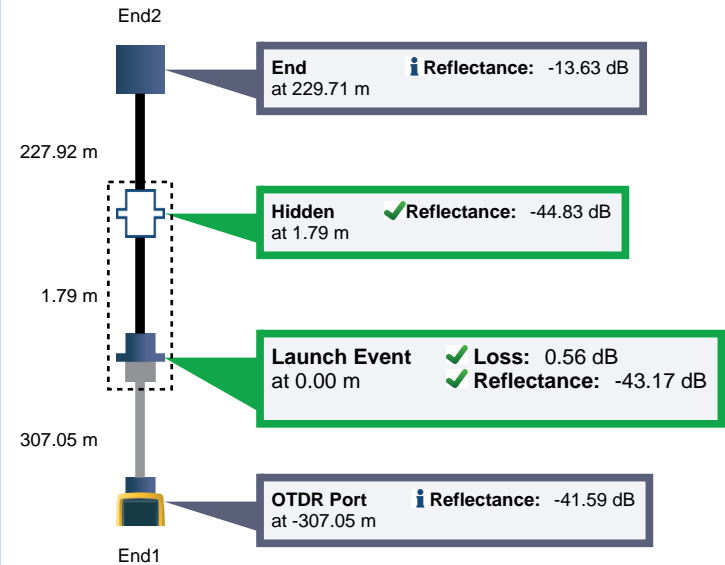 End2
End i Reflectance: -13.63 dB
at 229.71 m
227.92 m
Hidden Reflectance: -44.83 dB
at 1.79 m
1.79 m
Launch Event Loss: 0.56 dB
at 0.00 m Reflectance: -43.17 dB
307.05 m
OTDR Port i Reflectance: -41.59 dB
at -307.05 m
End1